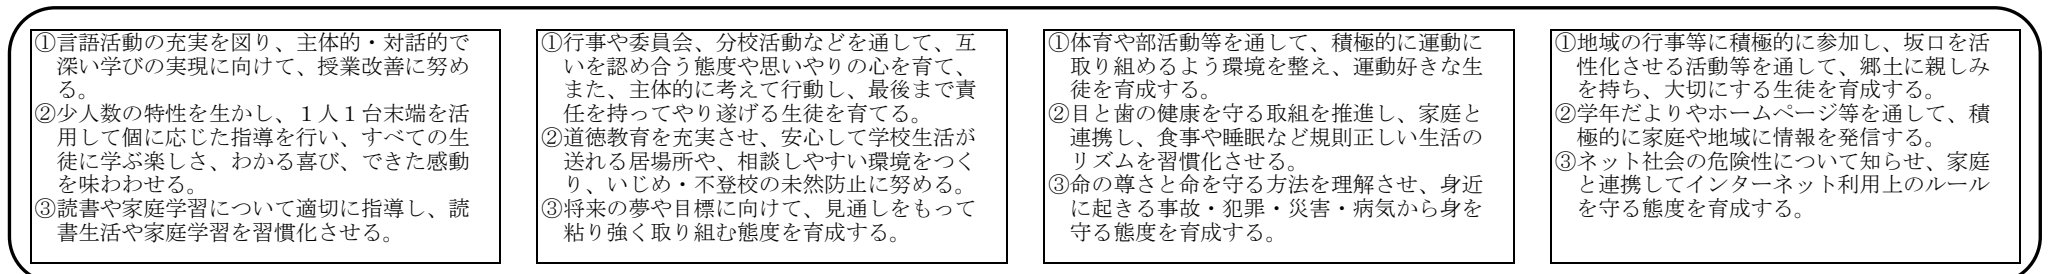 ①言語活動の充実を図り、主体的・対話的で
深い学びの実現に向けて、授業改善に努め
る。
②少人数の特性を生かし、１人１台末端を活
用して個に応じた指導を行い、すべての生
徒に学ぶ楽しさ、わかる喜び、できた感動
を味わわせる。
③読書や家庭学習について適切に指導し、読
書生活や家庭学習を習慣化させる。
①行事や委員会、分校活動などを通して、互
いを認め合う態度や思いやりの心を育て、
また、主体的に考えて行動し、最後まで責
任を持ってやり遂げる生徒を育てる。
②道徳教育を充実させ、安心して学校生活が
送れる居場所や、相談しやすい環境をつく
り、いじめ・不登校の未然防止に努める。
③将来の夢や目標に向けて、見通しをもって
粘り強く取り組む態度を育成する。
①体育や部活動等を通して、積極的に運動に
取り組めるよう環境を整え、運動好きな生
徒を育成する。
②目と歯の健康を守る取組を推進し、家庭と
連携し、食事や睡眠など規則正しい生活の
リズムを習慣化させる。
③命の尊さと命を守る方法を理解させ、身近
に起きる事故・犯罪・災害・病気から身を
守る態度を育成する。
①地域の行事等に積極的に参加し、坂口を活
性化させる活動等を通して、郷土に親しみ
を持ち、大切にする生徒を育成する。
②学年だよりやホームページ等を通して、積
極的に家庭や地域に情報を発信する。
③ネット社会の危険性について知らせ、家庭
と連携してインターネット利用上のルール
を守る態度を育成する。